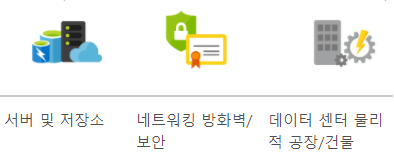 서버 및 저장소
네트워킹 방화벽/
보안
데이터 센터 물리
적 공장/건물